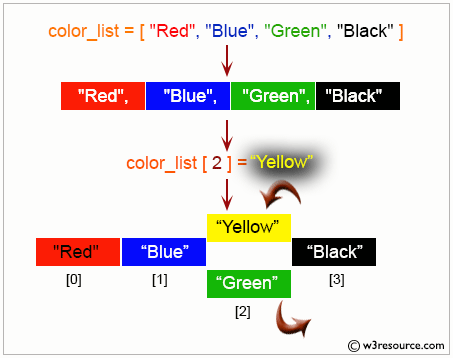 color_list = [ "Red", "Blue", "Green", "Black" ]
"Red", "Blue", "Green", "Black"
color_list [ 2 ] = “Yellow”
“Yellow”
"Red" “Blue” “Black”
“Green”
[0] [1] [3]
[2]
© w3resource.com